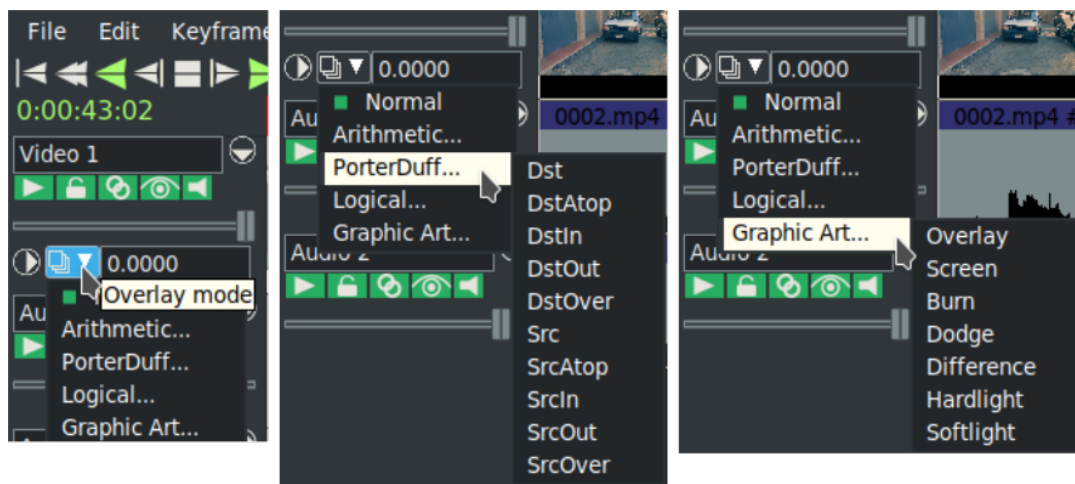 File Edit Keyframe
0:00:43:02
Video 1
0.0000
Overlay mode
Au
Arithmetic...
PorterDuff...
Logical...
Graphic Art...
0.0000
Normal
Au
0002.mp4
Arithmetic...
PorterDuff...
Logical...
Graphic Art...
Audio 2
Dst
DstAtop
DstIn
DstOut
DstOver
Src
SrcAtop
SrcIn
SrcOut
SrcOver
0.0000
Normal
Au
0002.mp4 #
Arithmetic...
PorterDuff...
Logical...
Graphic Art...
Audio 2
Overlay
Screen
Burn
Dodge
Difference
Hardlight
Softlight